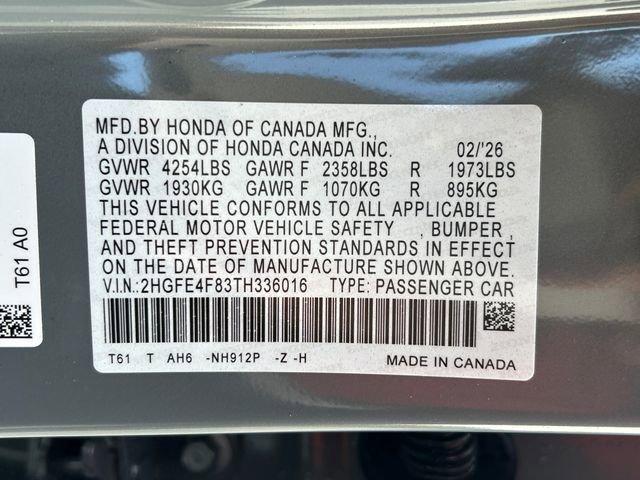 MFD.BY HONDA OF CANADA MFG.,
A DIVISION OF HONDA CANADA INC. 02/'26
GVWR 4254LBS GAWR F 2358LBS R 1973LBS
GVWR 1930KG GAWR F 1070KG R 895KG
THIS VEHICLE CONFORMS TO ALL APPLICABLE
FEDERAL MOTOR VEHICLE SAFETY , BUMPER ,
AND THEFT PREVENTION STANDARDS IN EFFECT
ON THE DATE OF MANUFACTURE SHOWN ABOVE.
V.I.N.:2HGFE4F83TH336016 TYPE: PASSENGER CAR
T61 T AH6 -NH912P -Z -H MADE IN CANADA
T61 A0